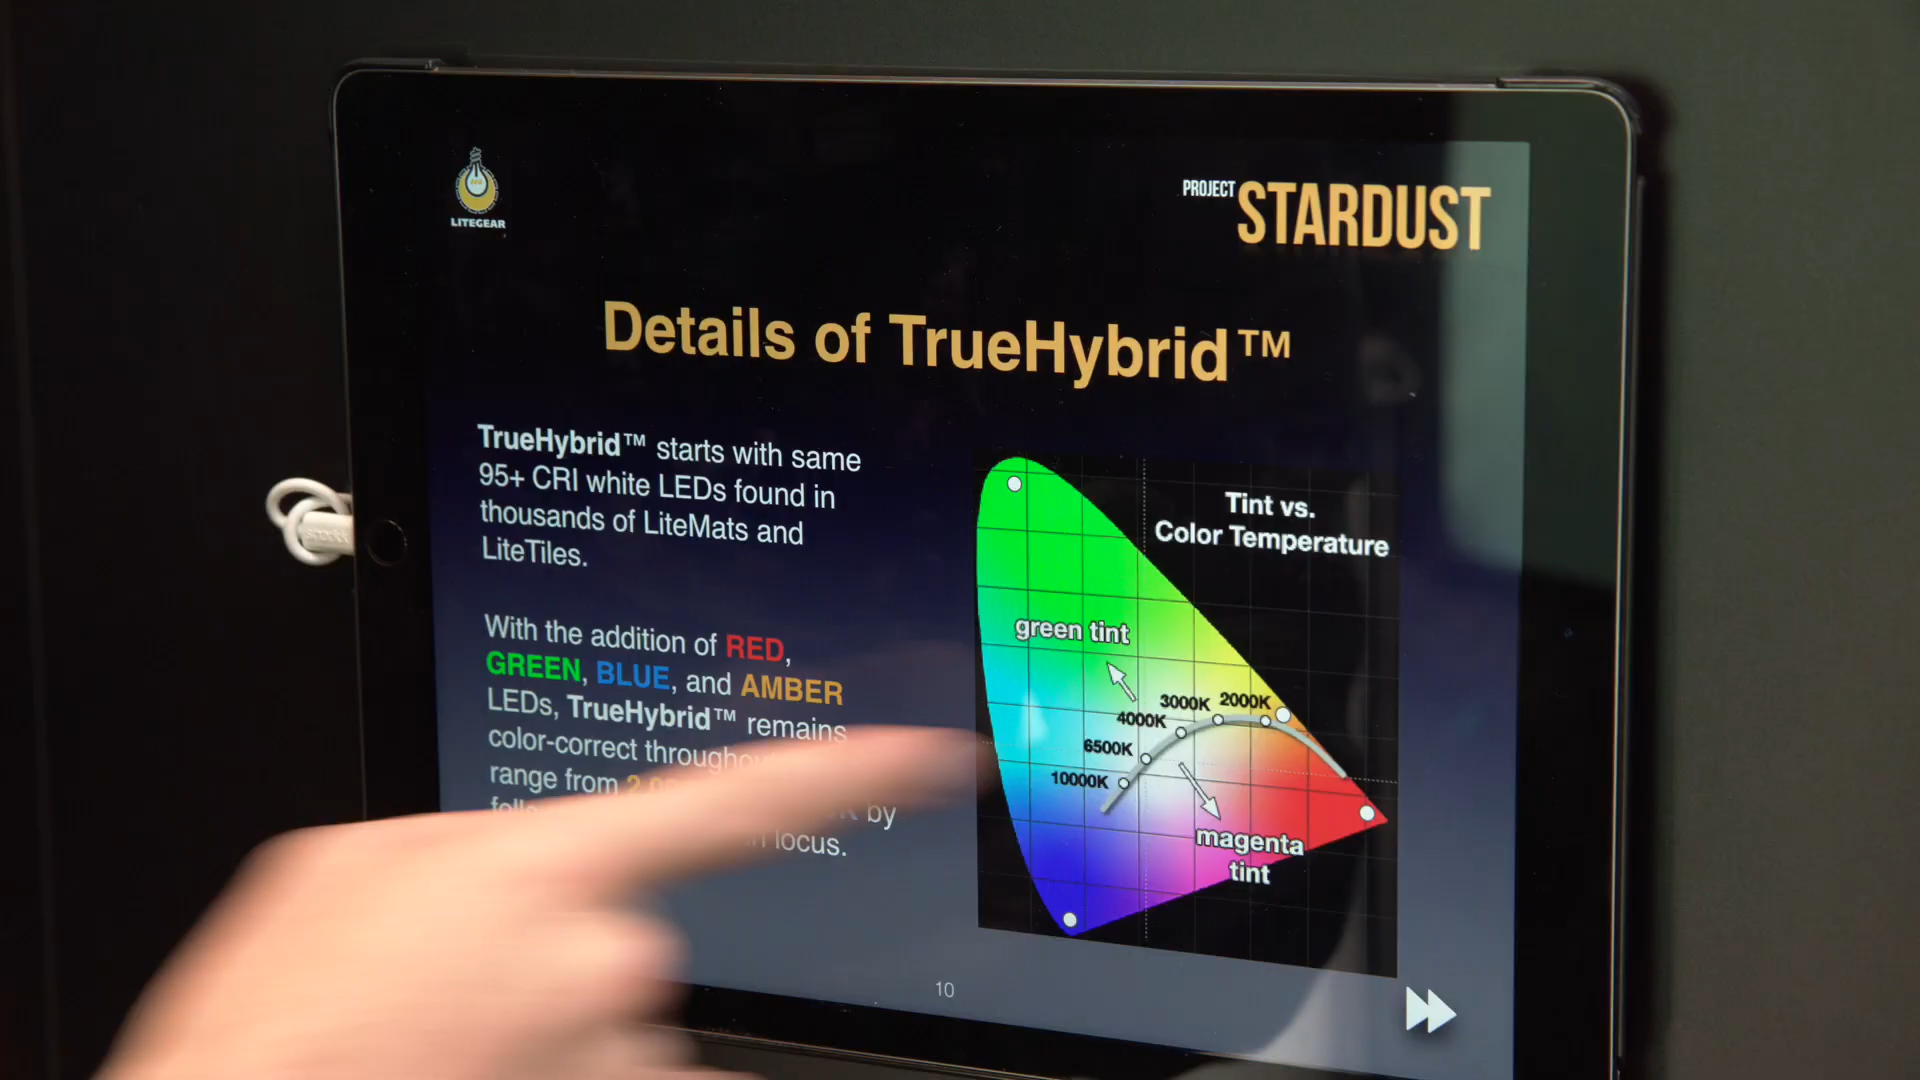 LITEGEAR
PROJECT STARDUST
Details of TrueHybrid™
TrueHybrid™ starts with same
95+ CRI white LEDs found in
thousands of LiteMats and
LiteTiles.
With the addition of RED,
GREEN, BLUE, and AMBER
LEDs, TrueHybrid™ remains
color-correct
range from
by
locus.
Tint vs.
Color Temperature
green tint
3000K 2000K
4000K
6500K
10000K
magenta
tint
10